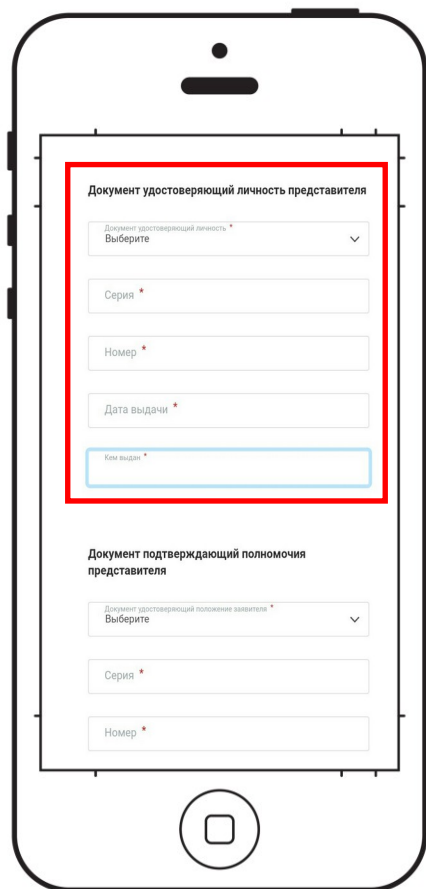 Документ удостоверяющий личность представителя
Документ удостоверяющий личность *
Выберите
Серия *
Номер *
Дата выдачи *
Кем выдан *
Документ подтверждающий полномочия
представителя
Документ удостоверяющий положение заявителя *
Выберите
Серия *
Номер *